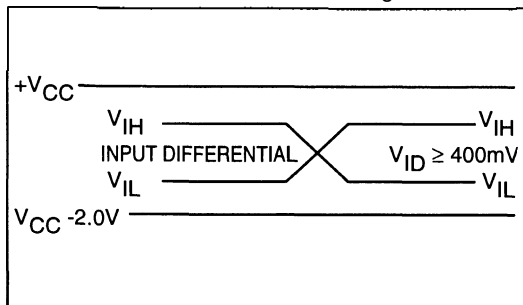 +VCC
VIH VIH
INPUT DIFFERENTIAL VID ≥ 400mV
VIL VIL
VCC -2.0V